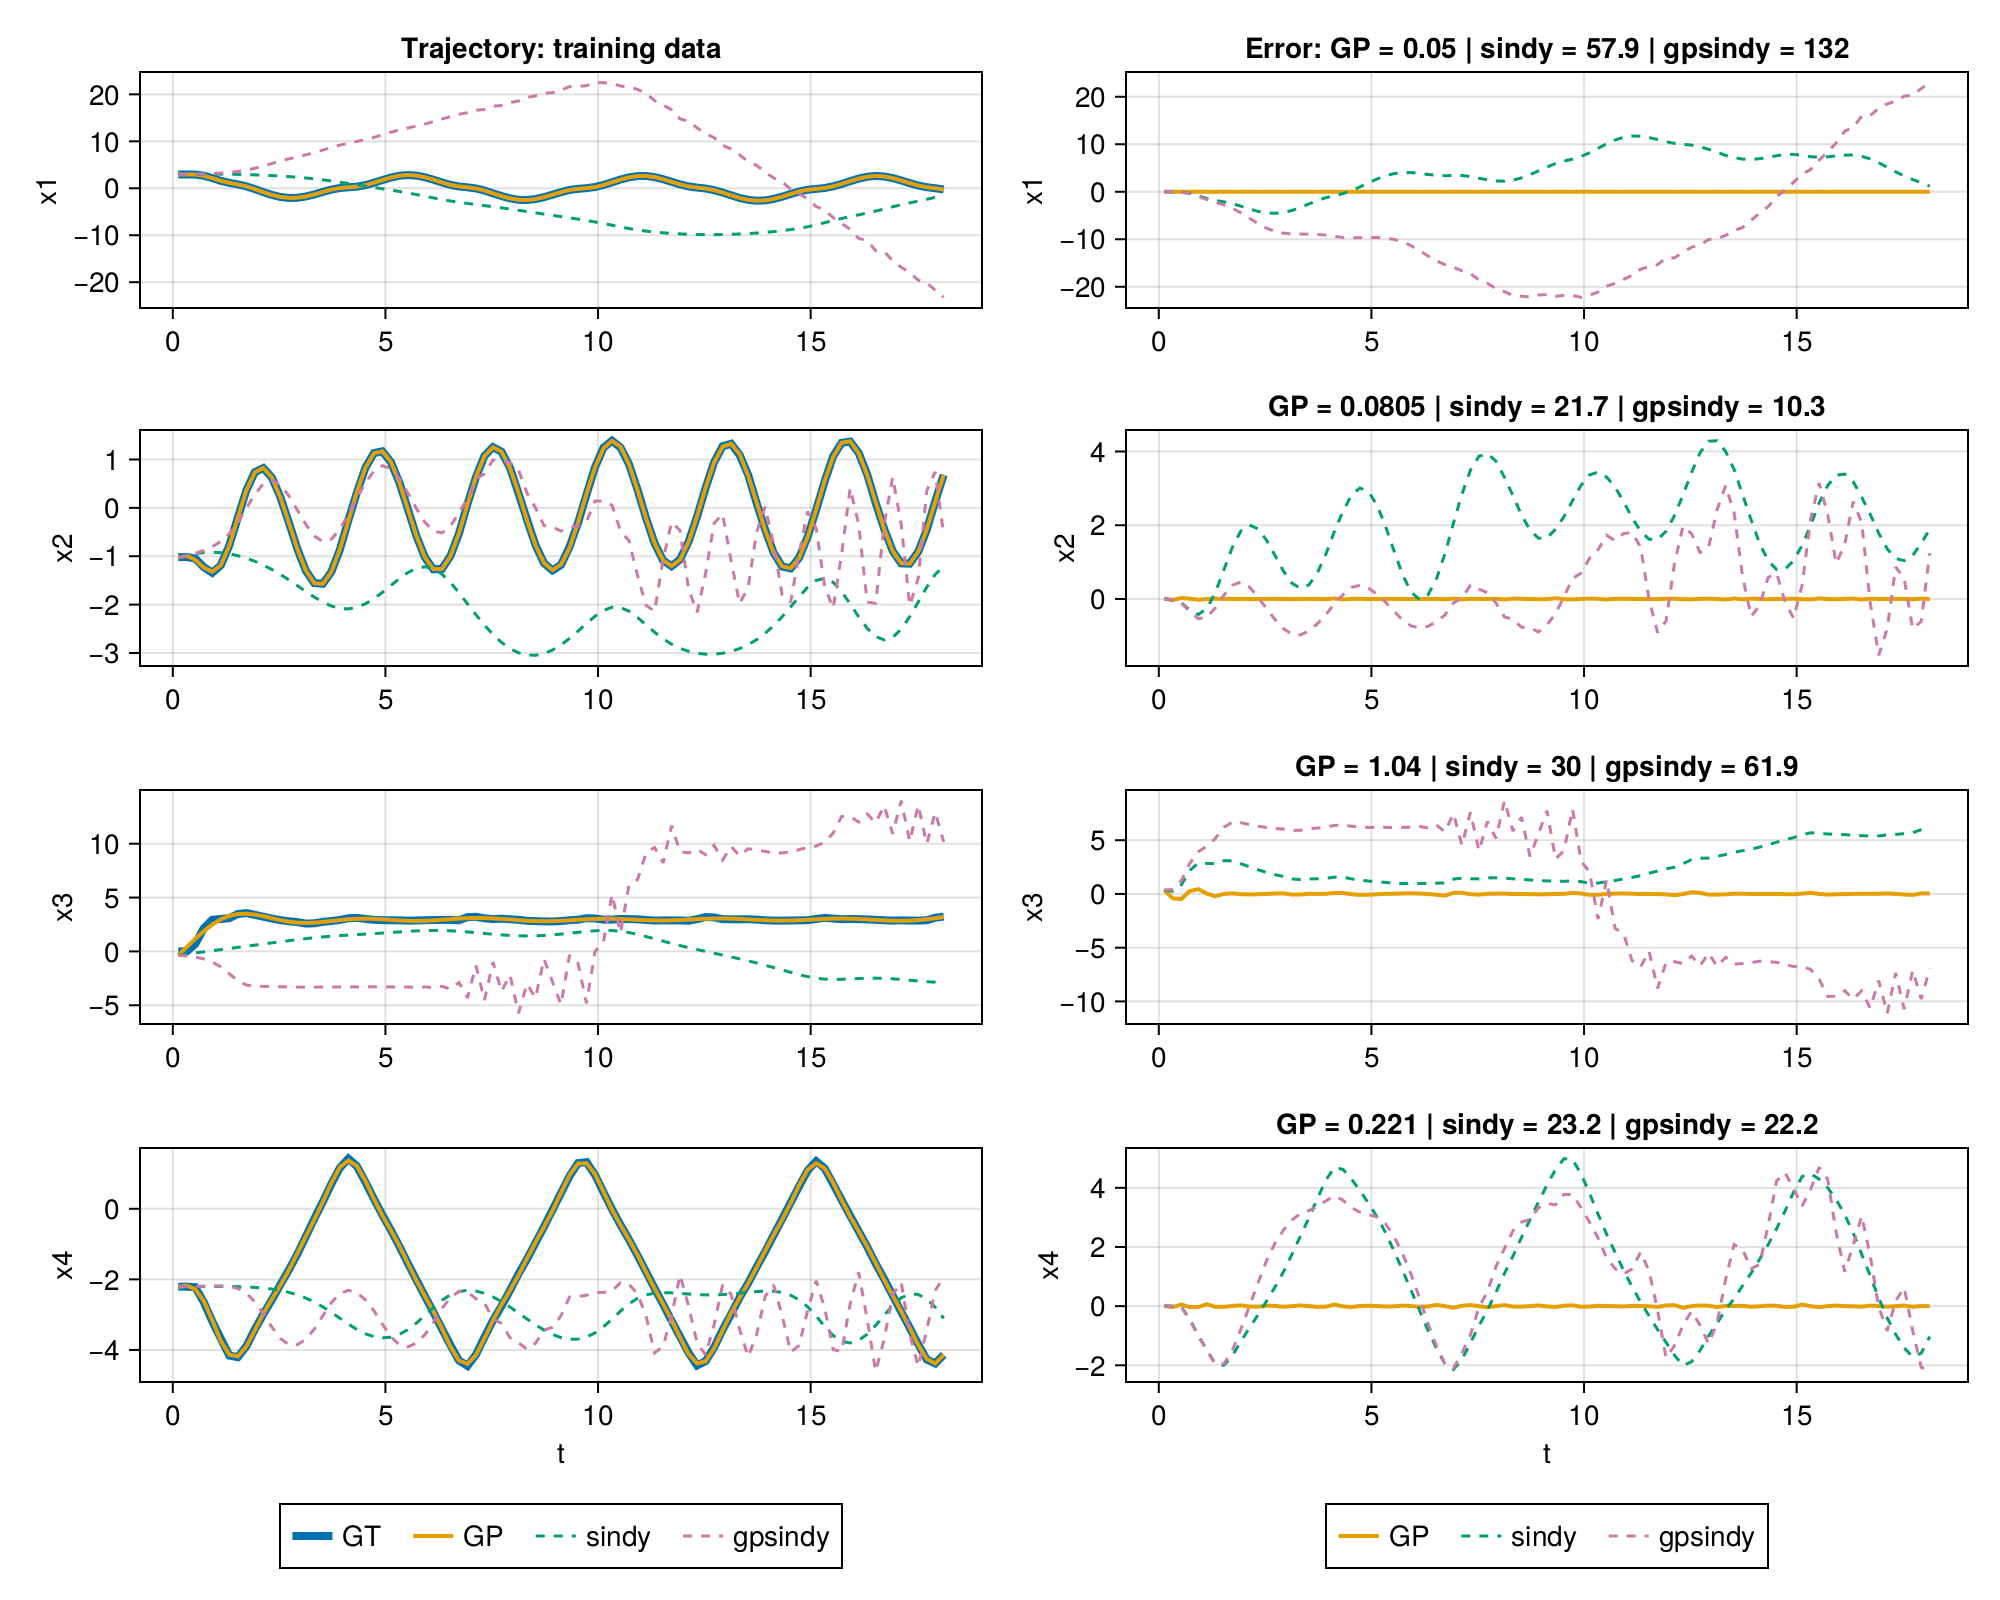 Trajectory: training data
x1
20
10
0
−10
−20
0 5 10 15
Error: GP = 0.05 | sindy = 57.9 | gpsindy = 132
x1
20
10
0
−10
−20
0 5 10 15
x2
1
0
−1
−2
−3
0 5 10 15
GP = 0.0805 | sindy = 21.7 | gpsindy = 10.3
x2
4
2
0
0 5 10 15
x3
10
5
0
−5
0 5 10 15
GP = 1.04 | sindy = 30 | gpsindy = 61.9
x3
5
0
−5
−10
0 5 10 15
x4
0
−2
−4
0 5 10 15
t
GP = 0.221 | sindy = 23.2 | gpsindy = 22.2
x4
4
2
0
−2
0 5 10 15
t
GT GP sindy gpsindy
GP sindy gpsindy